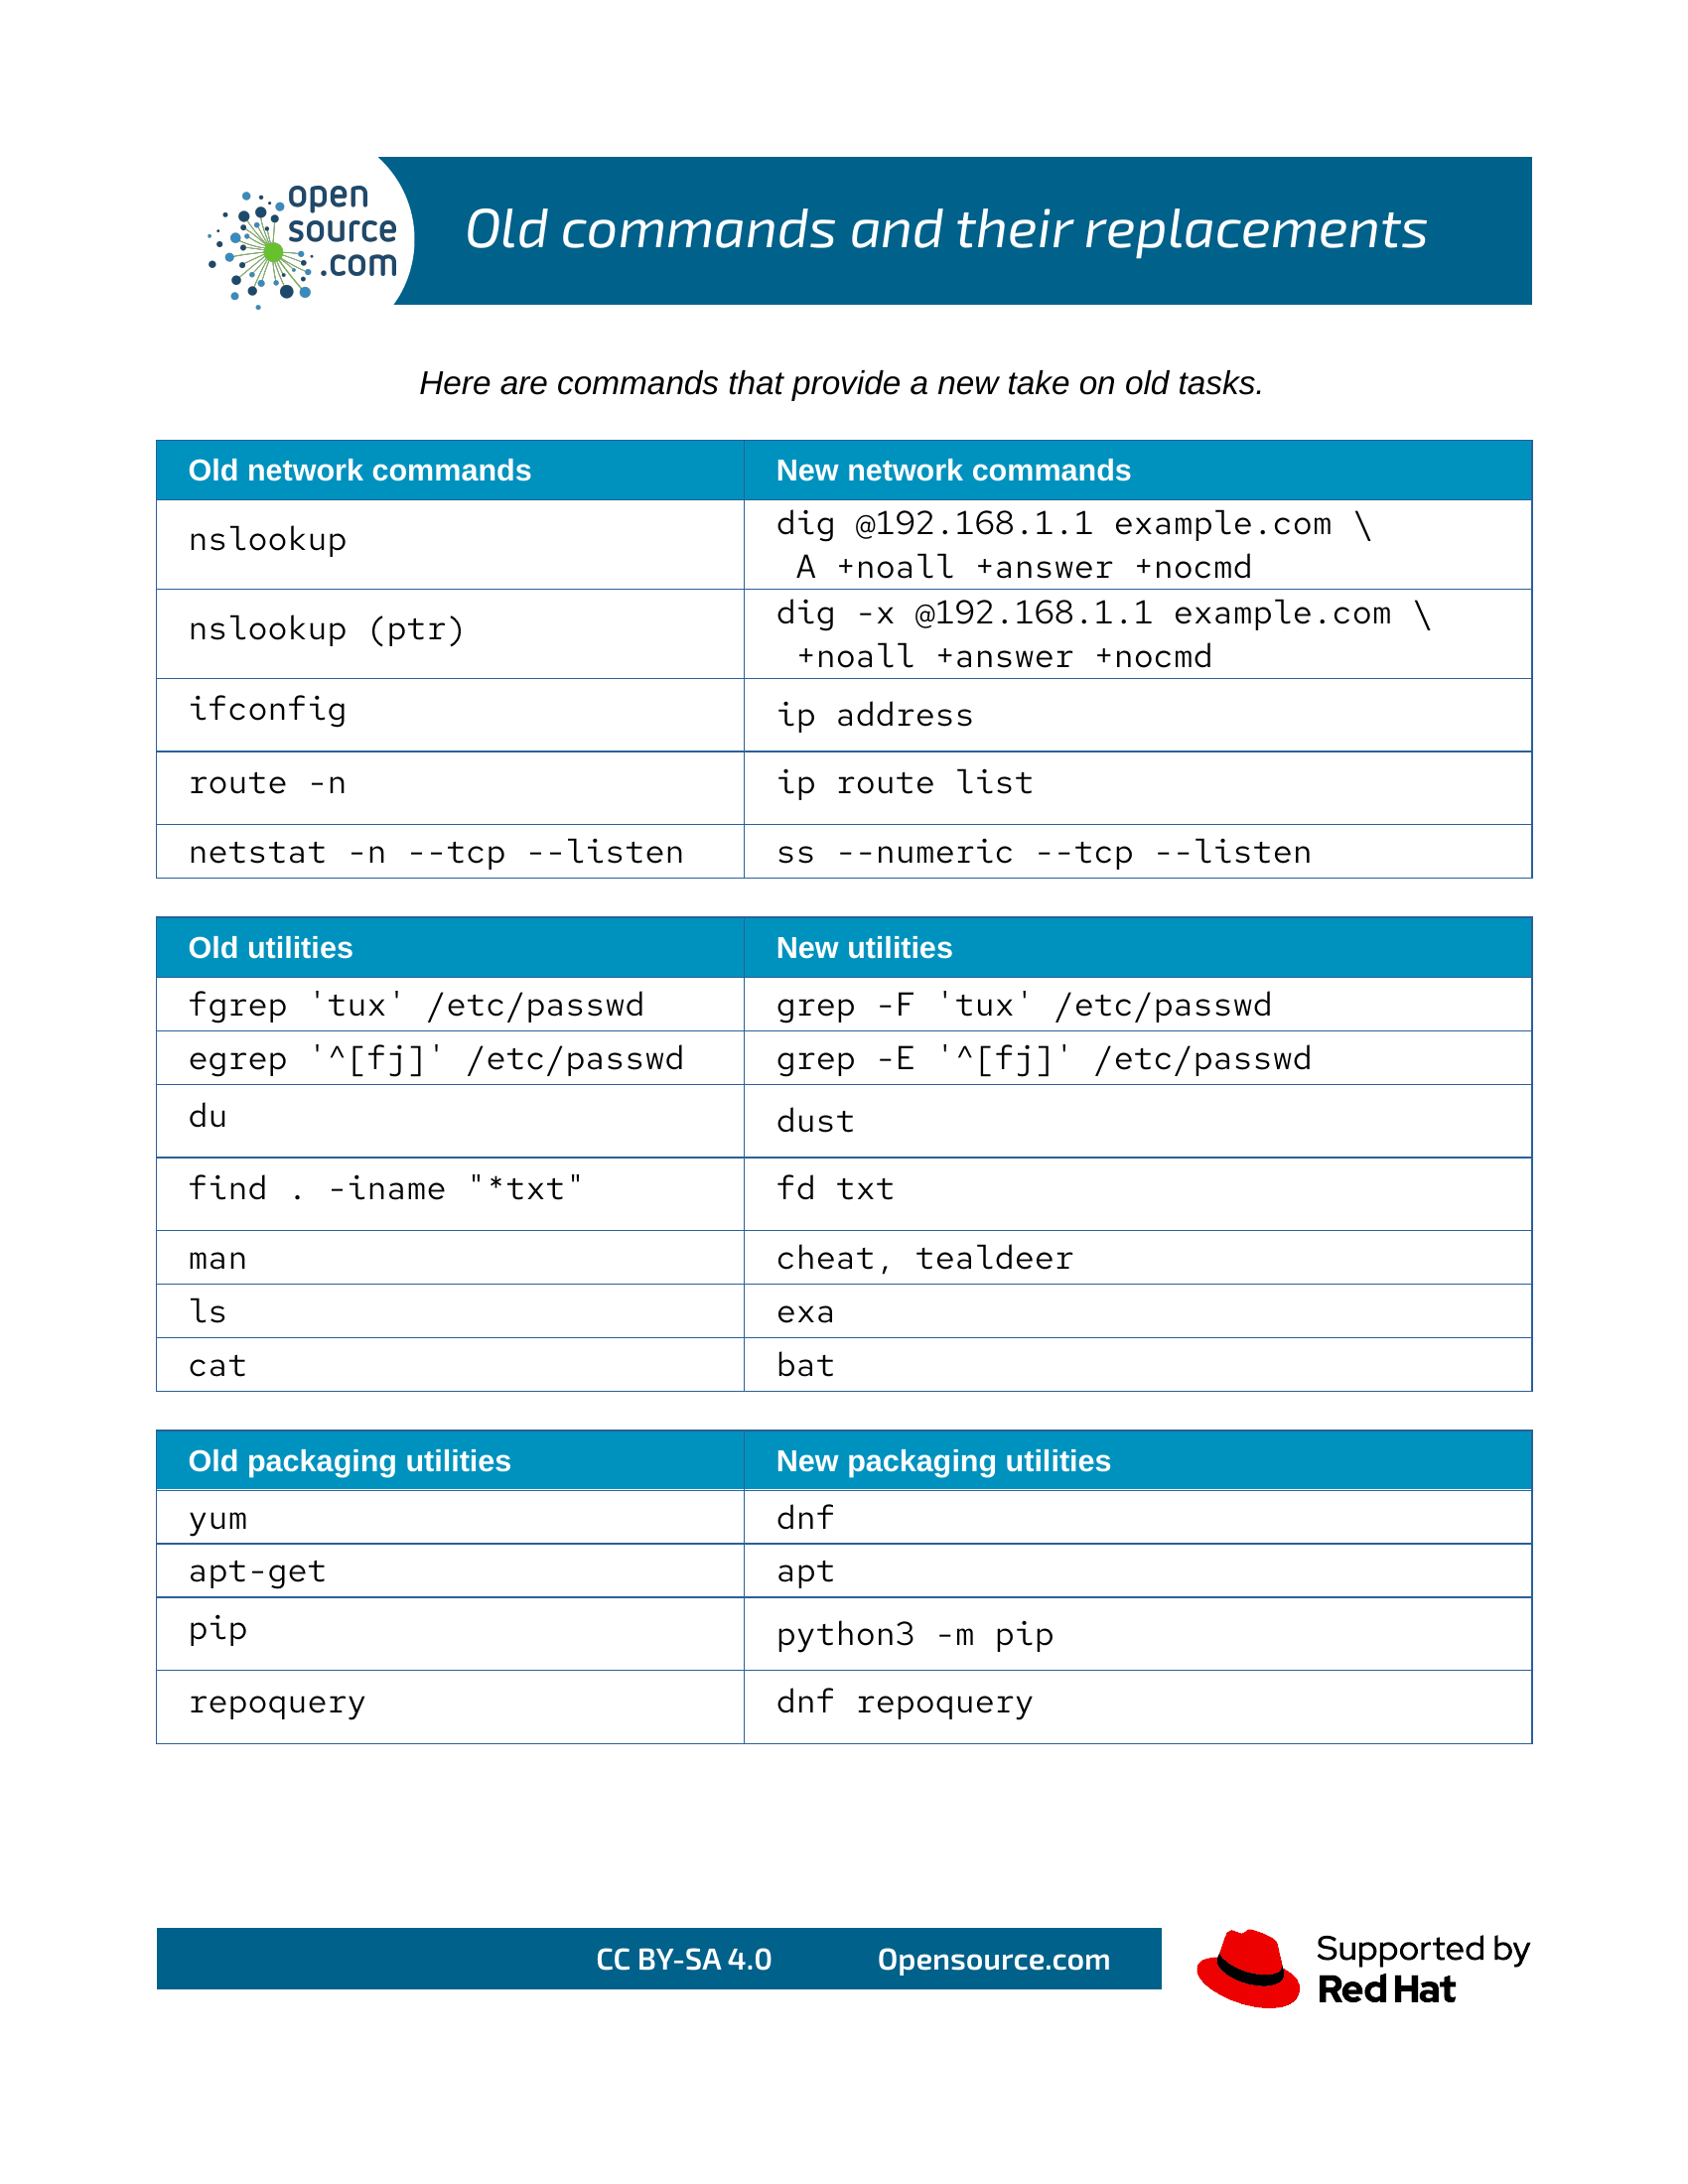 open
source
.com
Old commands and their replacements
Here are commands that provide a new take on old tasks.
Old network commands New network commands
nslookup dig @192.168.1.1 example.com \
A +noall +answer +nocmd
nslookup (ptr) dig -x @192.168.1.1 example.com \
+noall +answer +nocmd
ifconfig ip address
route -n ip route list
netstat -n --tcp --listen ss --numeric --tcp --listen
Old utilities New utilities
fgrep 'tux' /etc/passwd grep -F 'tux' /etc/passwd
egrep '^[fj]' /etc/passwd grep -E '^[fj]' /etc/passwd
du dust
find . -iname "*txt" fd txt
man cheat, tealdeer
ls exa
cat bat
Old packaging utilities New packaging utilities
yum dnf
apt-get apt
pip python3 -m pip
repoquery dnf repoquery
CC BY-SA 4.0 Opensource.com
Supported by
Red Hat